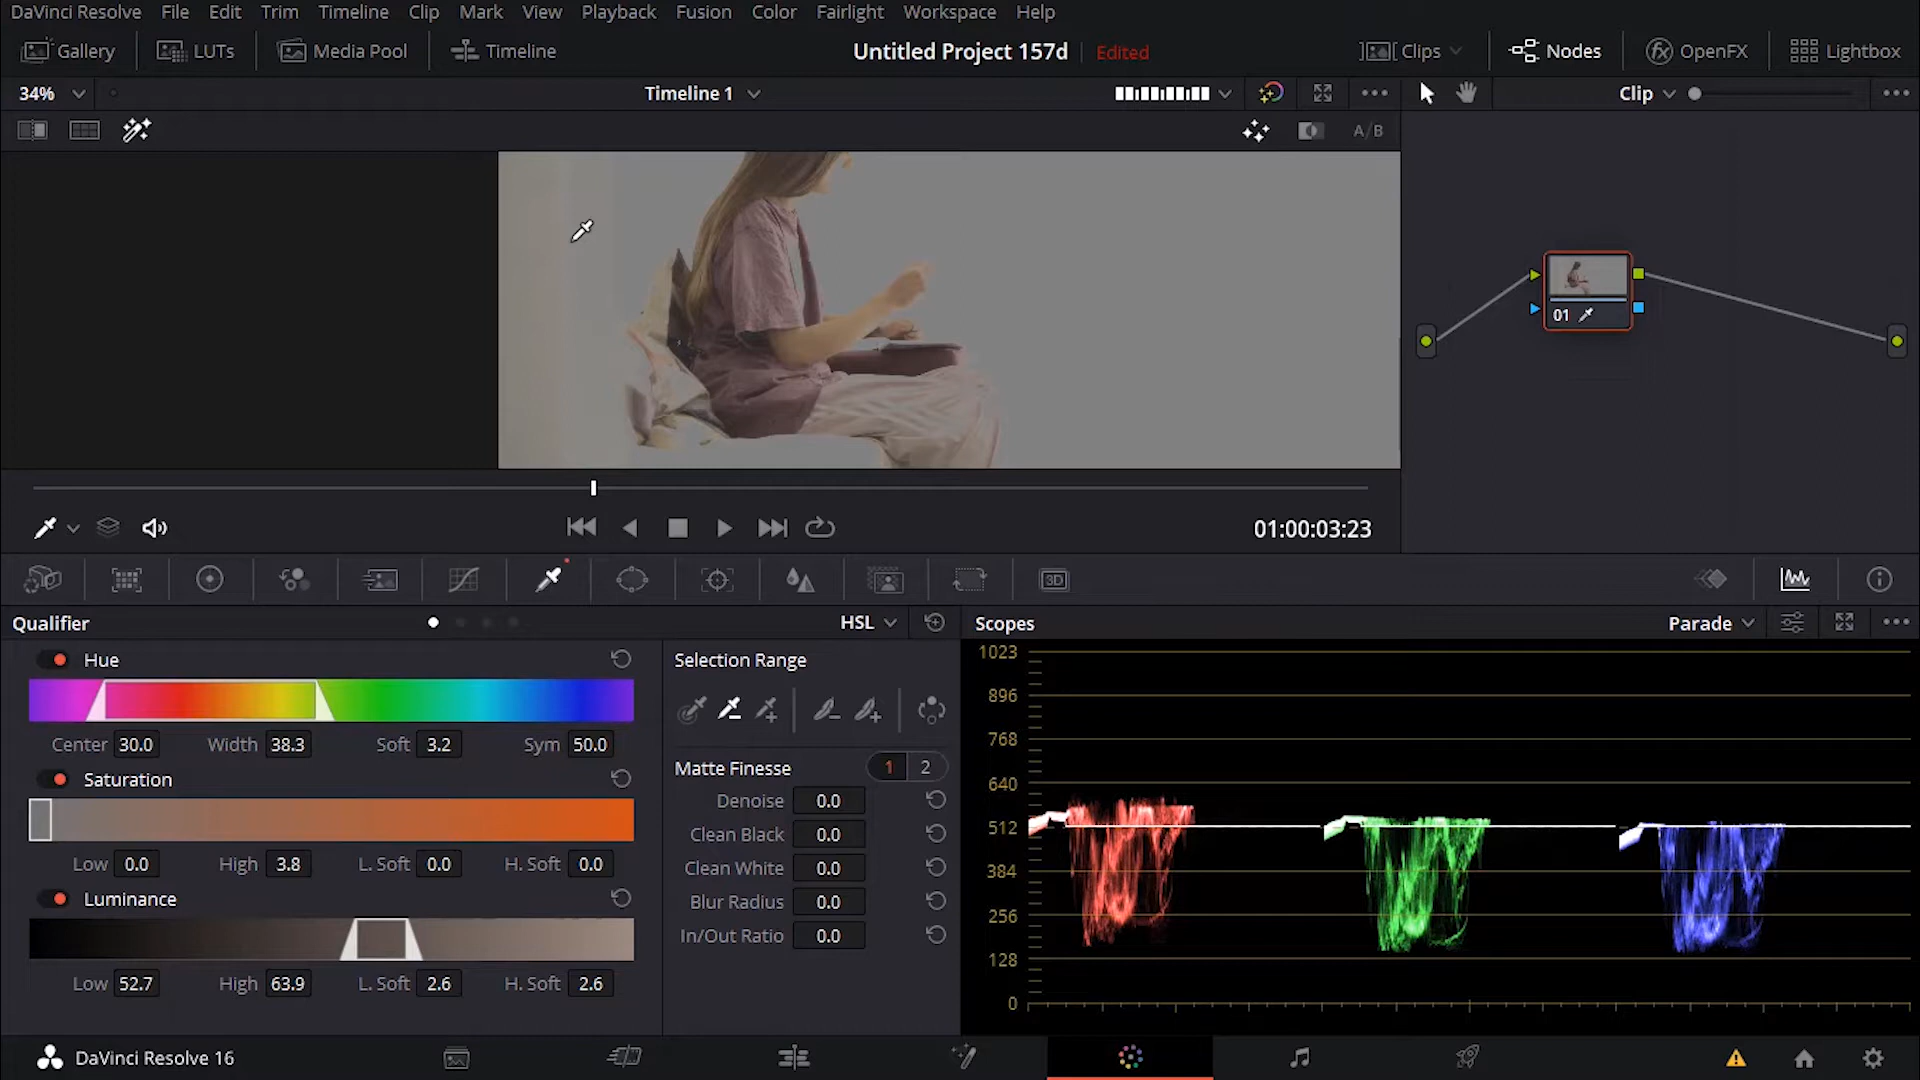 DaVinci Resolve File Edit Trim Timeline Clip Mark View Playback Fusion Color Fairlight Workspace Help
Gallery LUTs Media Pool Timeline Untitled Project 157d Edited Clips Nodes OpenFX Lightbox
34% Timeline 1 Clip
A/B
01
01:00:03:23
3D
Qualifier HSL Scopes Parade
Hue Selection Range
Center 30.0 Width 38.3 Soft 3.2 Sym 50.0
Saturation
Low 0.0 High 3.8 L. Soft 0.0 H. Soft 0.0
Luminance
Low 52.7 High 63.9 L. Soft 2.6 H. Soft 2.6
Matte Finesse 1 2
Denoise 0.0
Clean Black 0.0
Clean White 0.0
Blur Radius 0.0
In/Out Ratio 0.0
1023
896
768
640
512
384
256
128
0
DaVinci Resolve 16